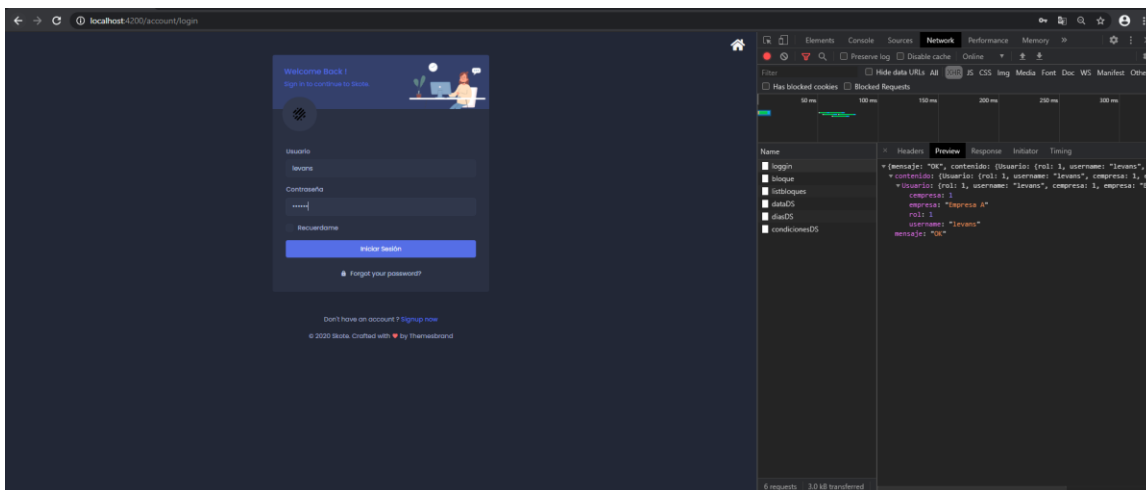 localhost:4200/account/login
Welcome Back !
Sign in to continue to Skote.
Usuario
levans
Contraseña
••••••
Recuerdame
Iniciar Sesión
Forgot your password?
Don't have an account ? Signup now
© 2020 Skote. Crafted with ❤ by Themesbrand
Elements Console Sources Network Performance Memory »
Preserve log Disable cache Online
Filter Hide data URLs All XHR JS CSS Img Media Font Doc WS Manifest Othe
Has blocked cookies Blocked Requests
50 ms 100 ms 150 ms 200 ms 250 ms 300 ms
Name
loggin
bloque
listbloques
dataDS
diasDS
condicionesDS
× Headers Preview Response Initiator Timing
▼{mensaje: "OK", contenido: {Usuario: {rol: 1, username: "levans",
▼contenido: {Usuario: {rol: 1, username: "levans", cempresa: 1,
▼Usuario: {rol: 1, username: "levans", cempresa: 1, empresa:
cempresa: 1
empresa: "Empresa A"
rol: 1
username: "levans"
mensaje: "OK"
6 requests 3.0 kB transferred